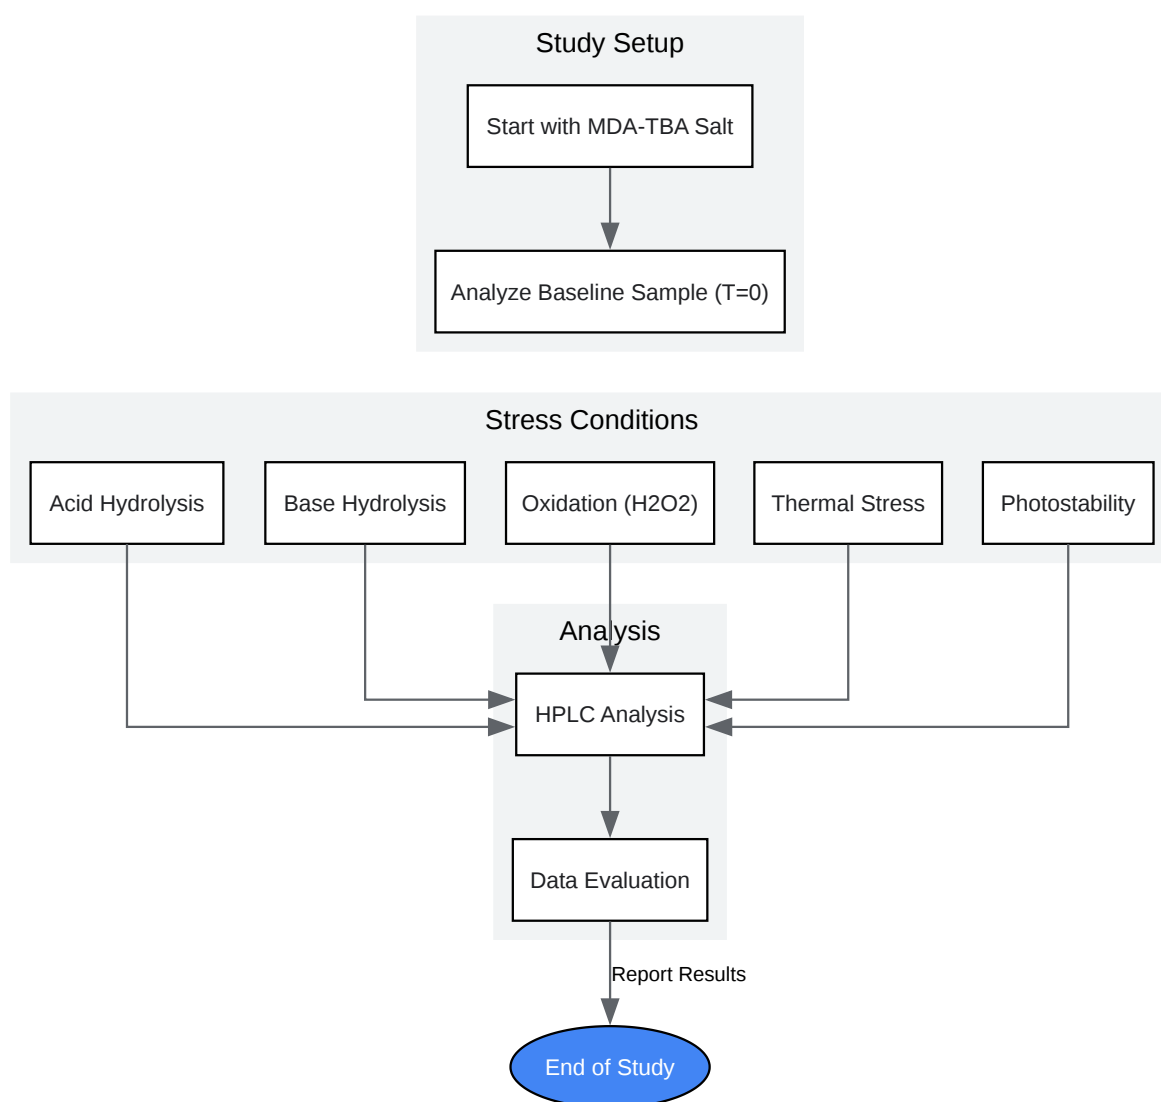 Study Setup
Start with MDA-TBA Salt
Analyze Baseline Sample (T=0)
Stress Conditions
Acid Hydrolysis
Base Hydrolysis
Oxidation (H2O2)
Thermal Stress
Photostability
Analysis
HPLC Analysis
Data Evaluation
Report Results
End of Study